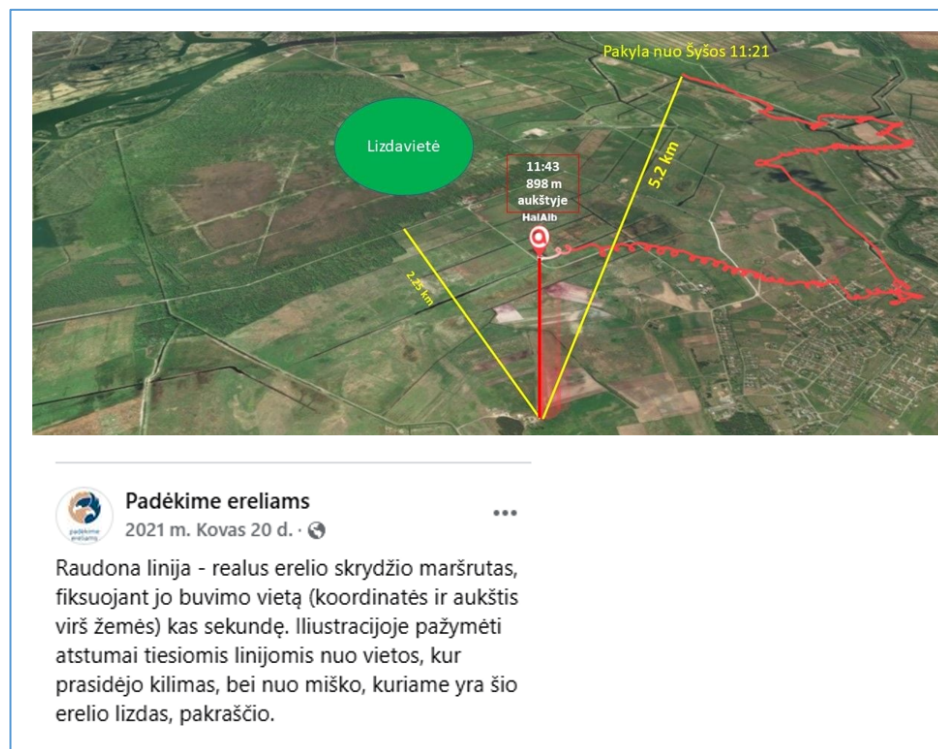 Pakyla nuo Šyšos 11:21
Lizdavietė
11:43
898 m
aukštyje
HalAlb
5.2 km
2.25 km
Padėkime ereliams
2021 m. Kovas 20 d. ·
padėkime
ereliams
Raudona linija - realus erelio skrydžio maršrutas,
fiksuojant jo buvimo vietą (koordinatės ir aukštis
virš žemės) kas sekundę. Iliustracijoje pažymėti
atstumai tiesiomis linijomis nuo vietos, kur
prasidėjo kilimas, bei nuo miško, kuriame yra šio
erelio lizdas, pakraščio.